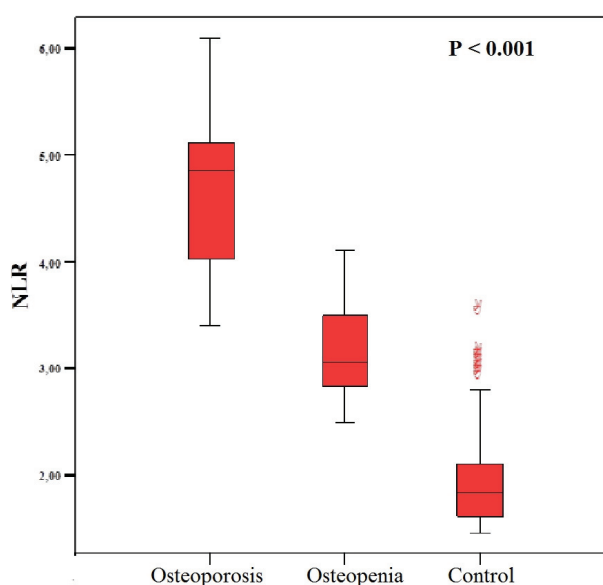 P < 0.001
6,00
5,00
4,00
3,00
2,00
NLR
Osteoporosis Osteopenia Control